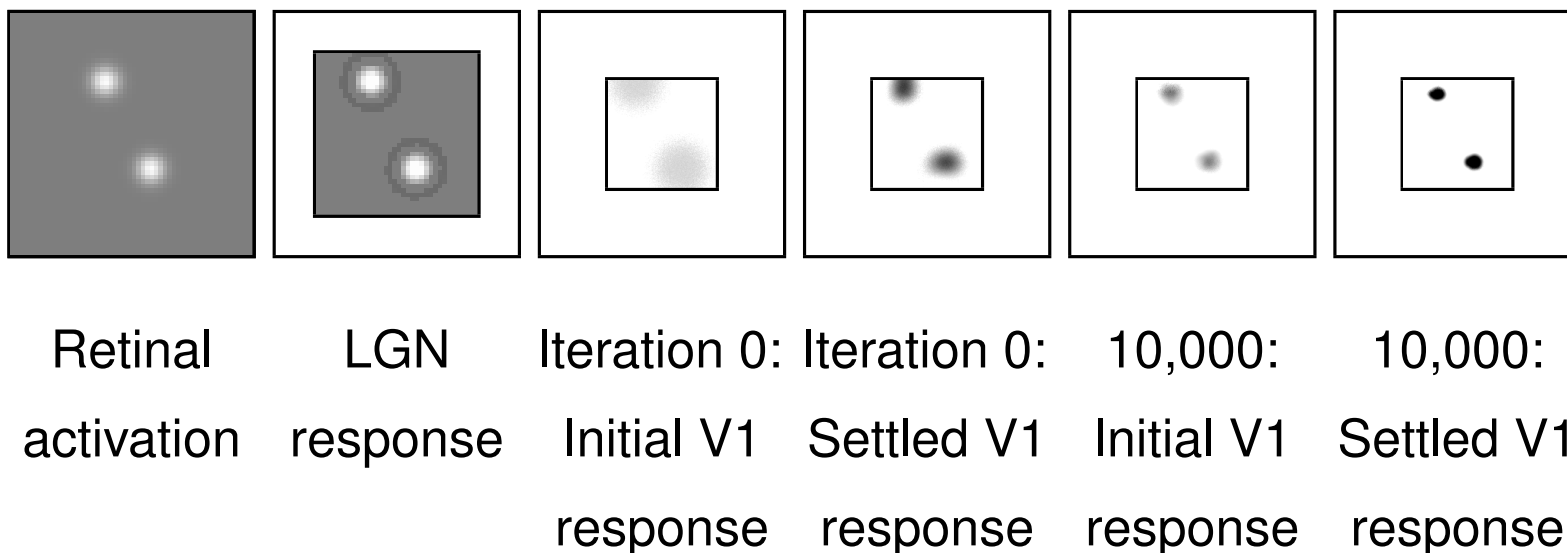 Retinal activation
LGN response
Iteration 0: Initial V1 response
Iteration 0: Settled V1 response
10,000: Initial V1 response
10,000: Settled V1 response